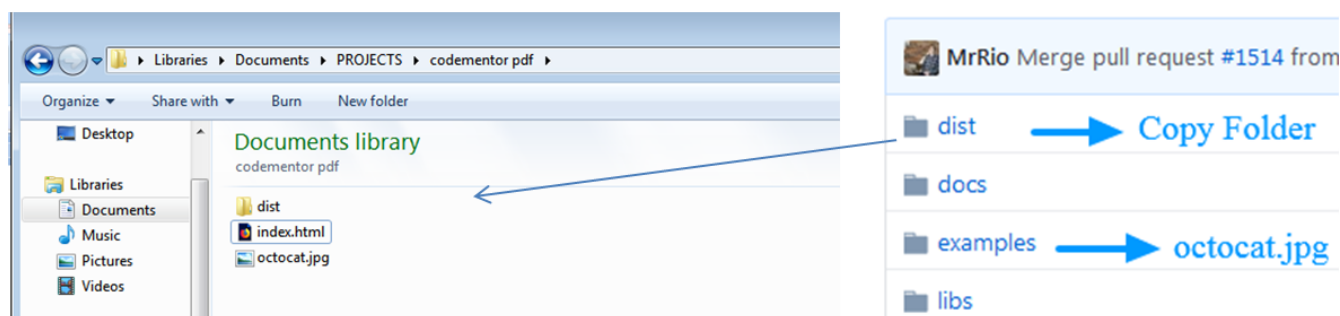 Libraries Documents PROJECTS codementor pdf
Organize Share with Burn New folder
Desktop
Libraries
Documents
Music
Pictures
Videos
Documents library
codementor pdf
dist
index.html
octocat.jpg
MrRio Merge pull request #1514 from
dist Copy Folder
docs
examples octocat.jpg
libs